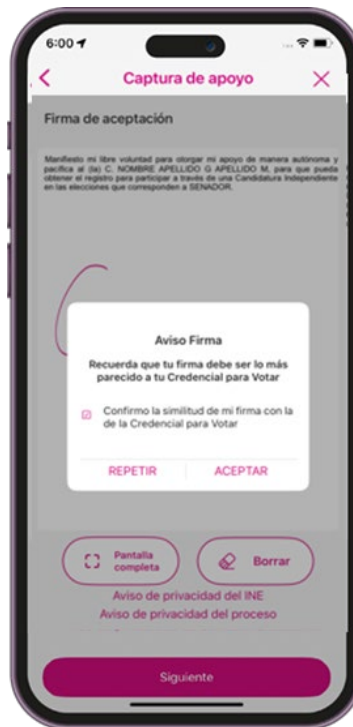 6:00
Captura de apoyo
Firma de aceptación
Manifiesto mi libre voluntad para otorgar mi apoyo de manera autónoma y
pacífica al (la) C. NOMBRE APELLIDO G APELLIDO M, para que pueda
obtener el registro para participar a través de una Candidatura Independiente
en las elecciones que corresponden a SENADOR.
Aviso Firma
Recuerda que tu firma debe ser lo más
parecido a tu Credencial para Votar
Confirmo la similitud de mi firma con la
de la Credencial para Votar
REPETIR ACEPTAR
Pantalla
completa
Borrar
Aviso de privacidad del INE
Aviso de privacidad del proceso
Siguiente